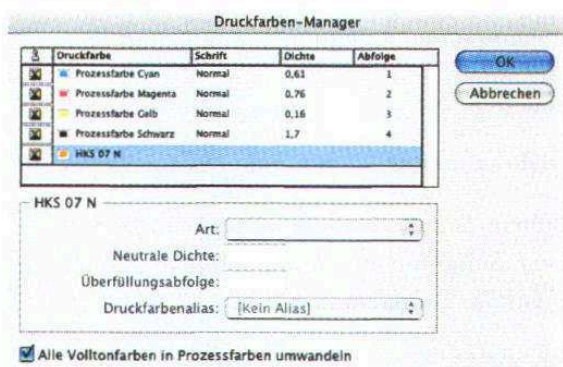 Druckfarben-Manager
Druckfarbe Schrift Dichte Abfolge
Prozessfarbe Cyan Normal 0,61 1
Prozessfarbe Magenta Normal 0,76 2
Prozessfarbe Gelb Normal 0,16 3
Prozessfarbe Schwarz Normal 1,7 4
HKS 07 N
OK
Abbrechen
HKS 07 N
Art:
Neutrale Dichte:
Überfüllungsabfolge:
Druckfarbenalias: [Kein Alias]
Alle Volltonfarben in Prozessfarben umwandeln